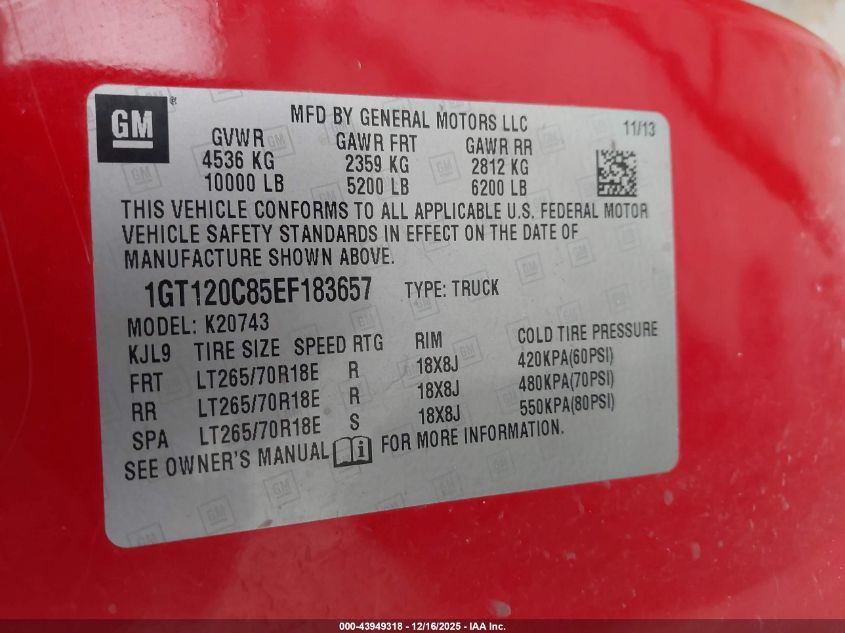 GM®
MFD BY GENERAL MOTORS LLC
11/13
GVWR GAWR FRT GAWR RR
4536 KG 2359 KG 2812 KG
10000 LB 5200 LB 6200 LB
THIS VEHICLE CONFORMS TO ALL APPLICABLE U.S. FEDERAL MOTOR
VEHICLE SAFETY STANDARDS IN EFFECT ON THE DATE OF
MANUFACTURE SHOWN ABOVE.
1GT120C85EF183657 TYPE: TRUCK
MODEL: K20743
KJL9 TIRE SIZE SPEED RTG RIM COLD TIRE PRESSURE
FRT LT265/70R18E R 18X8J 420KPA(60PSI)
RR LT265/70R18E R 18X8J 480KPA(70PSI)
SPA LT265/70R18E S 18X8J 550KPA(80PSI)
SEE OWNER'S MANUAL i FOR MORE INFORMATION.
000-43949318 - 12/16/2025 - IAA Inc.